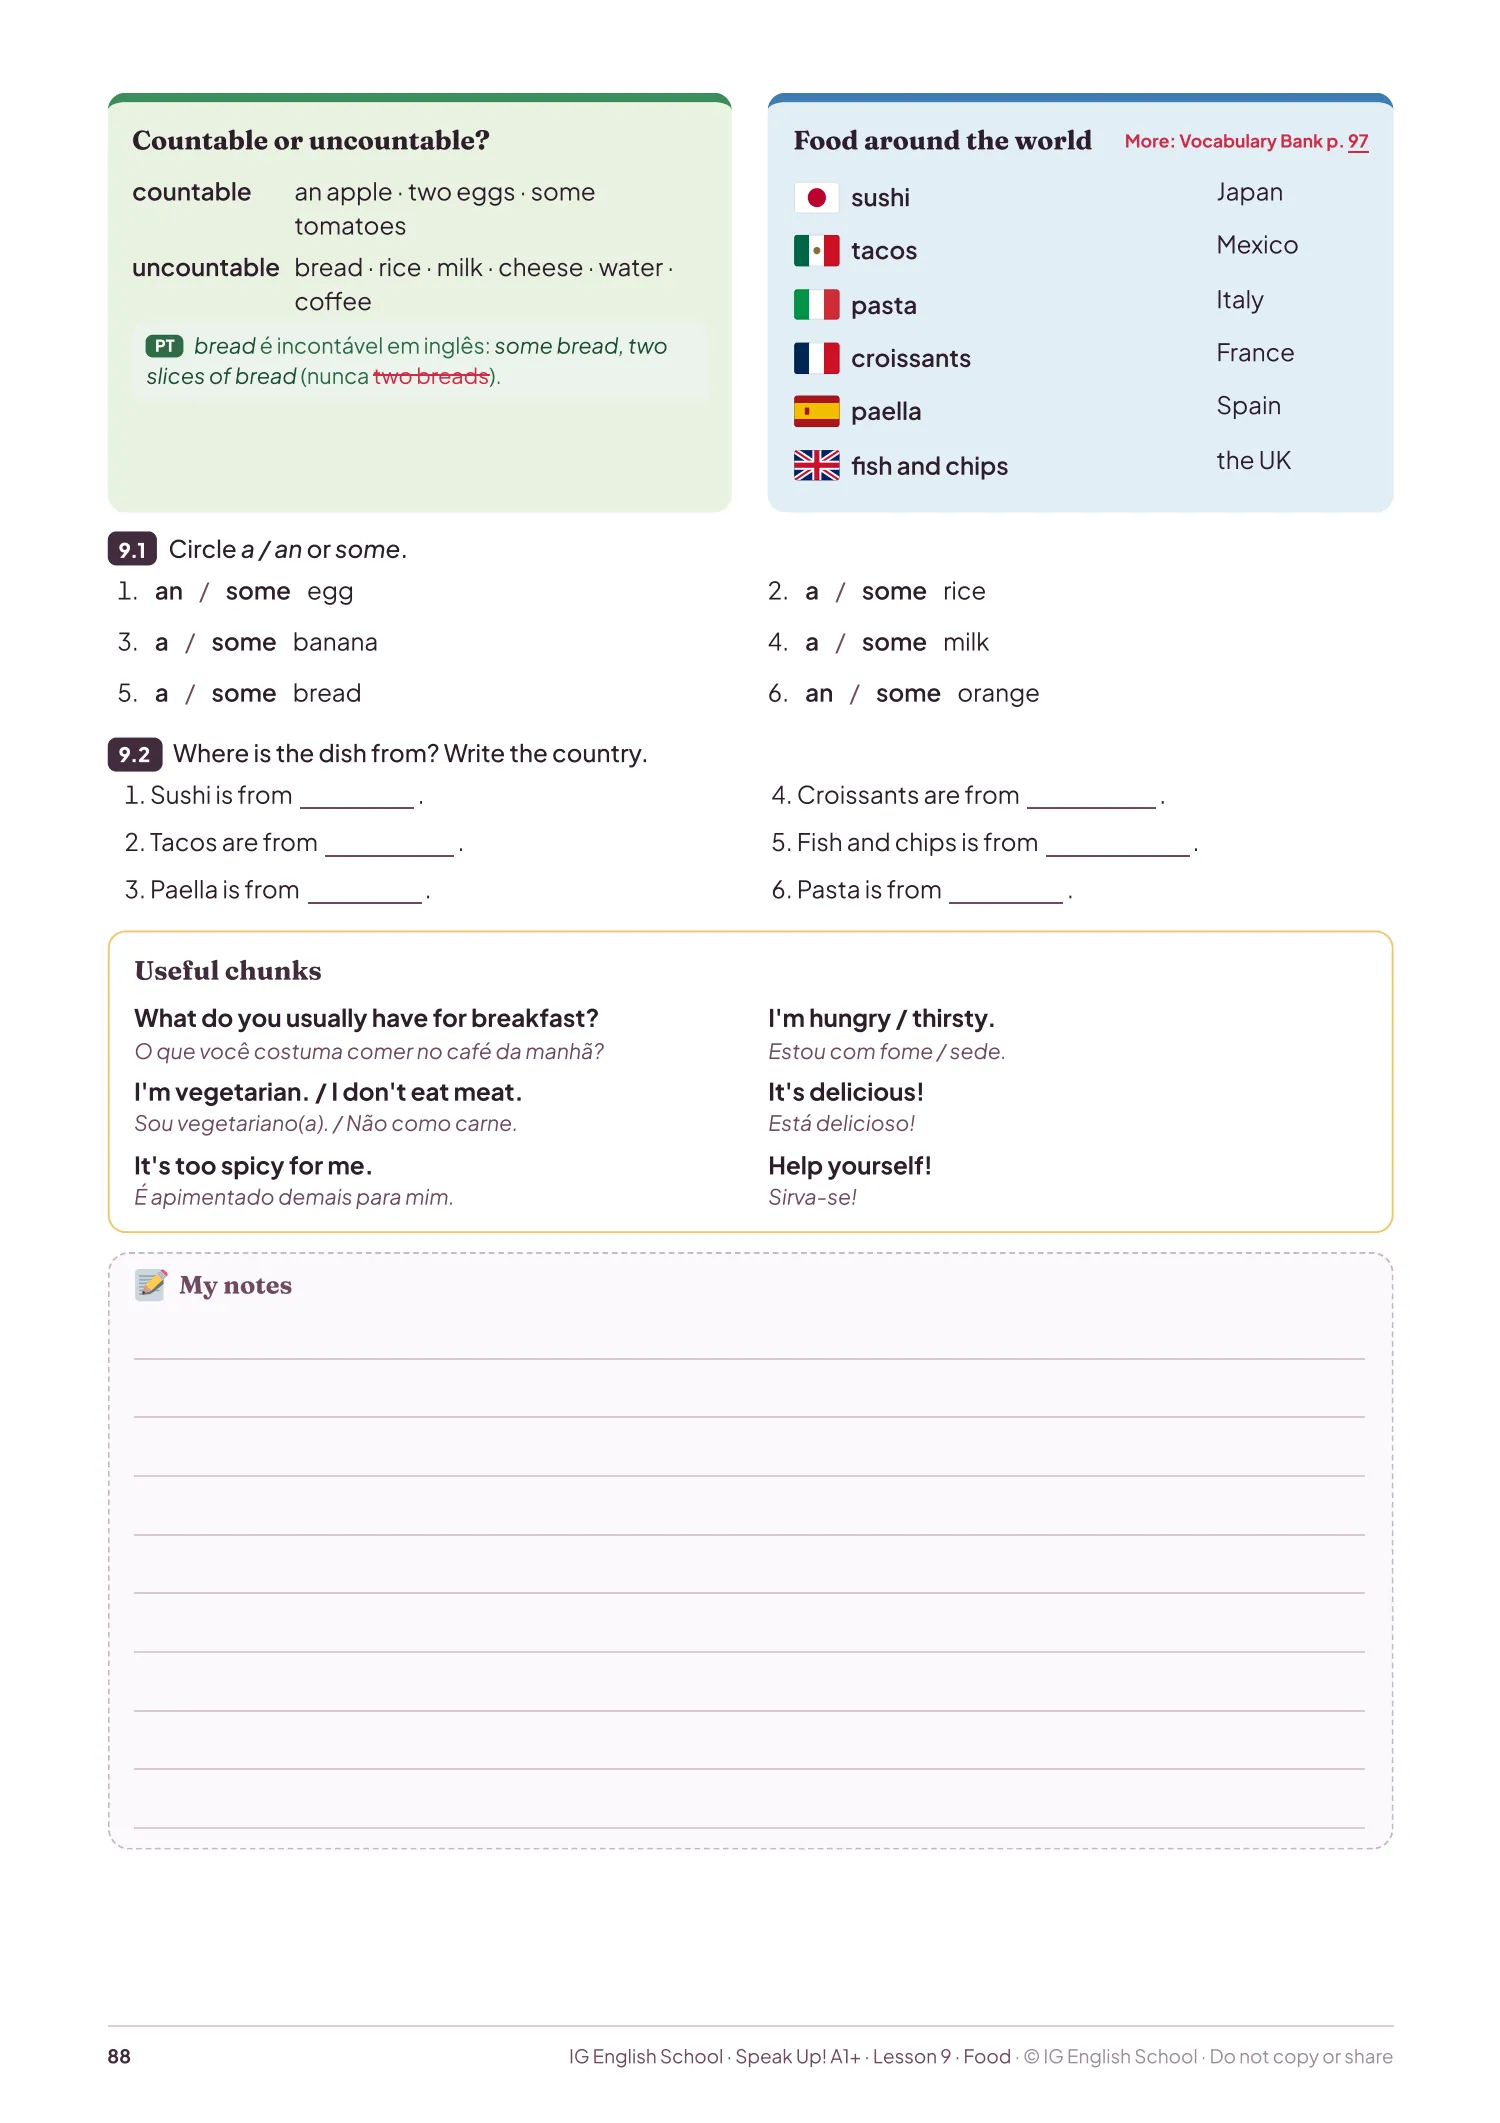 Countable or uncountable?
countable an apple · two eggs · some
tomatoes
uncountable bread · rice · milk · cheese · water ·
coffee
PT bread é incontável em inglês: some bread, two
slices of bread (nunca two breads).
Food around the world More: Vocabulary Bank p. 97
sushi Japan
tacos Mexico
pasta Italy
croissants France
paella Spain
fish and chips the UK
9.1 Circle a / an or some.
1. an / some egg
2. a / some rice
3. a / some banana
4. a / some milk
5. a / some bread
6. an / some orange
9.2 Where is the dish from? Write the country.
1. Sushi is from ________ .
2. Tacos are from ________ .
3. Paella is from ________ .
4. Croissants are from ________ .
5. Fish and chips is from ________ .
6. Pasta is from ________ .
Useful chunks
What do you usually have for breakfast?
O que você costuma comer no café da manhã?
I'm vegetarian. / I don't eat meat.
Sou vegetariano(a). / Não como carne.
It's too spicy for me.
É apimentado demais para mim.
I'm hungry / thirsty.
Estou com fome / sede.
It's delicious!
Está delicioso!
Help yourself!
Sirva-se!
My notes
88 IG English School · Speak Up! A1+ · Lesson 9 · Food · © IG English School · Do not copy or share